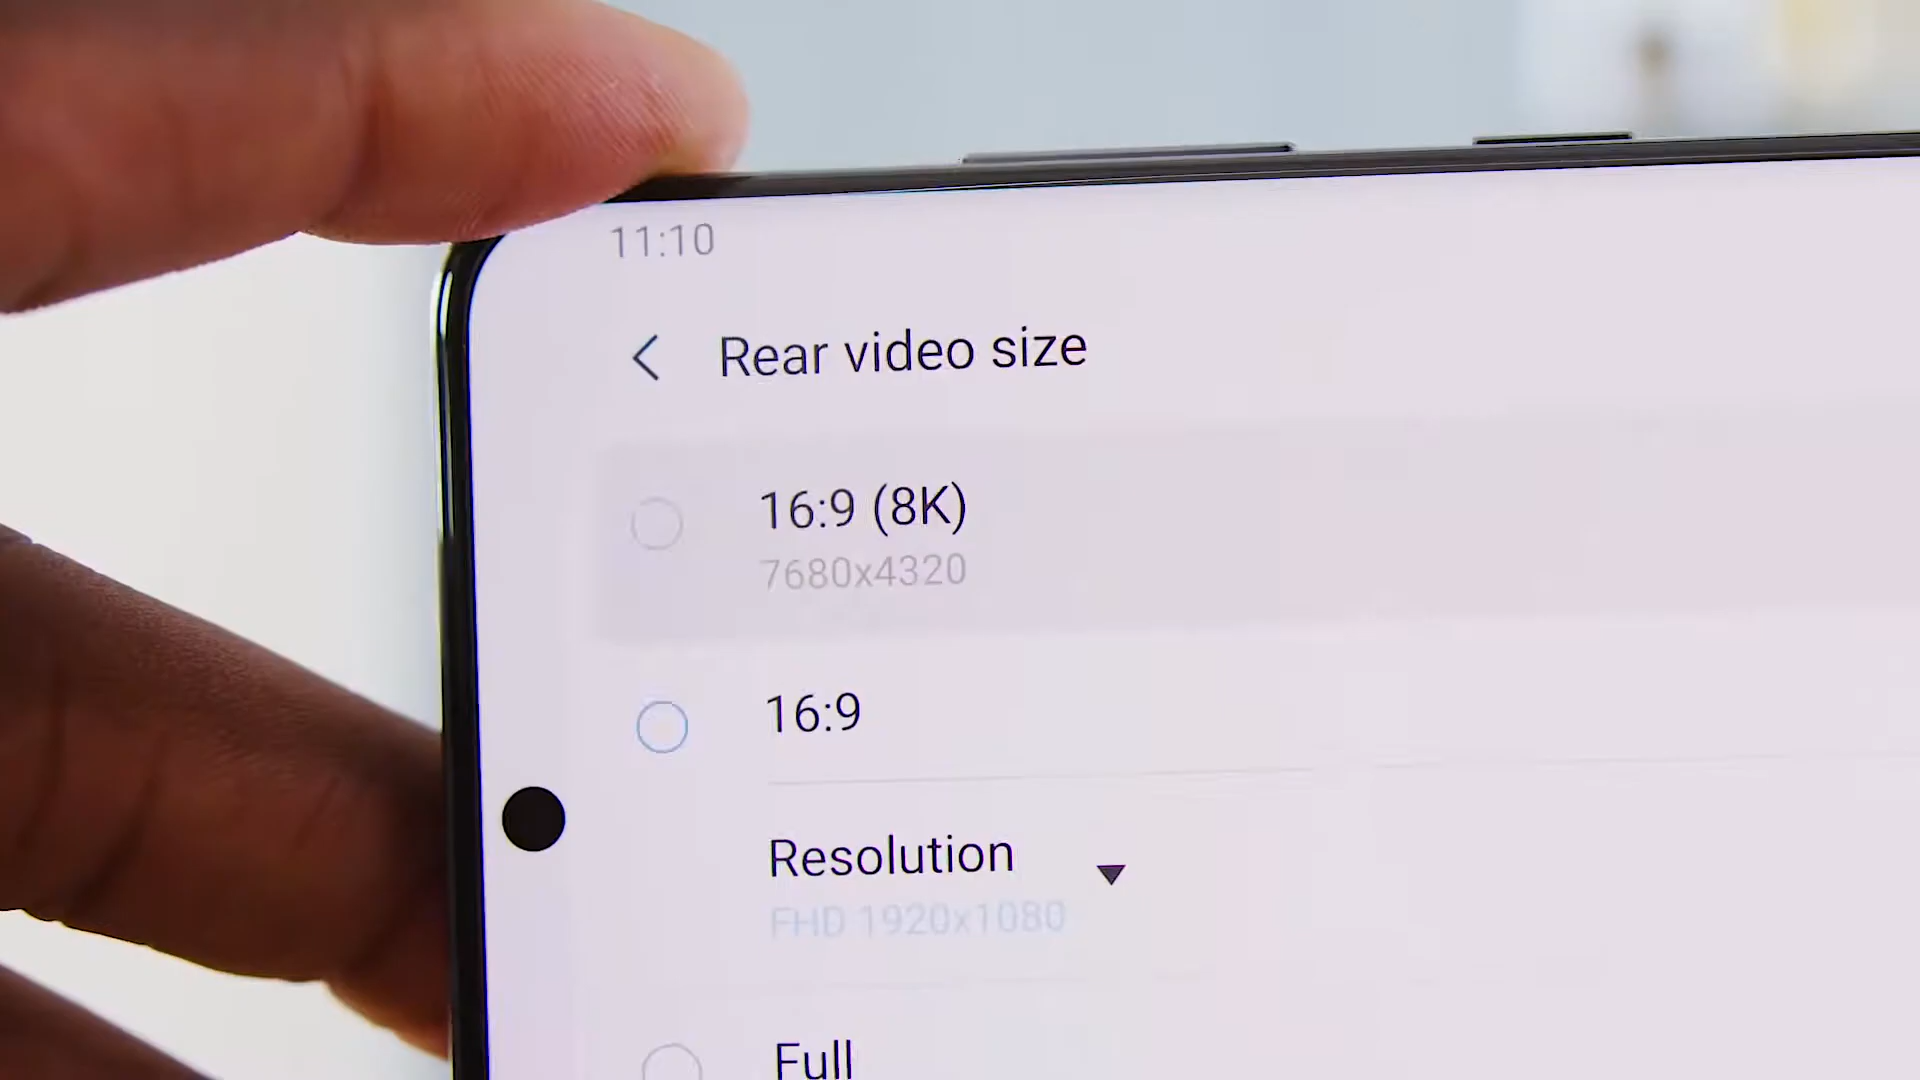 11:10
Rear video size
16:9 (8K)
7680x4320
16:9
Resolution
FHD 1920x1080
Full